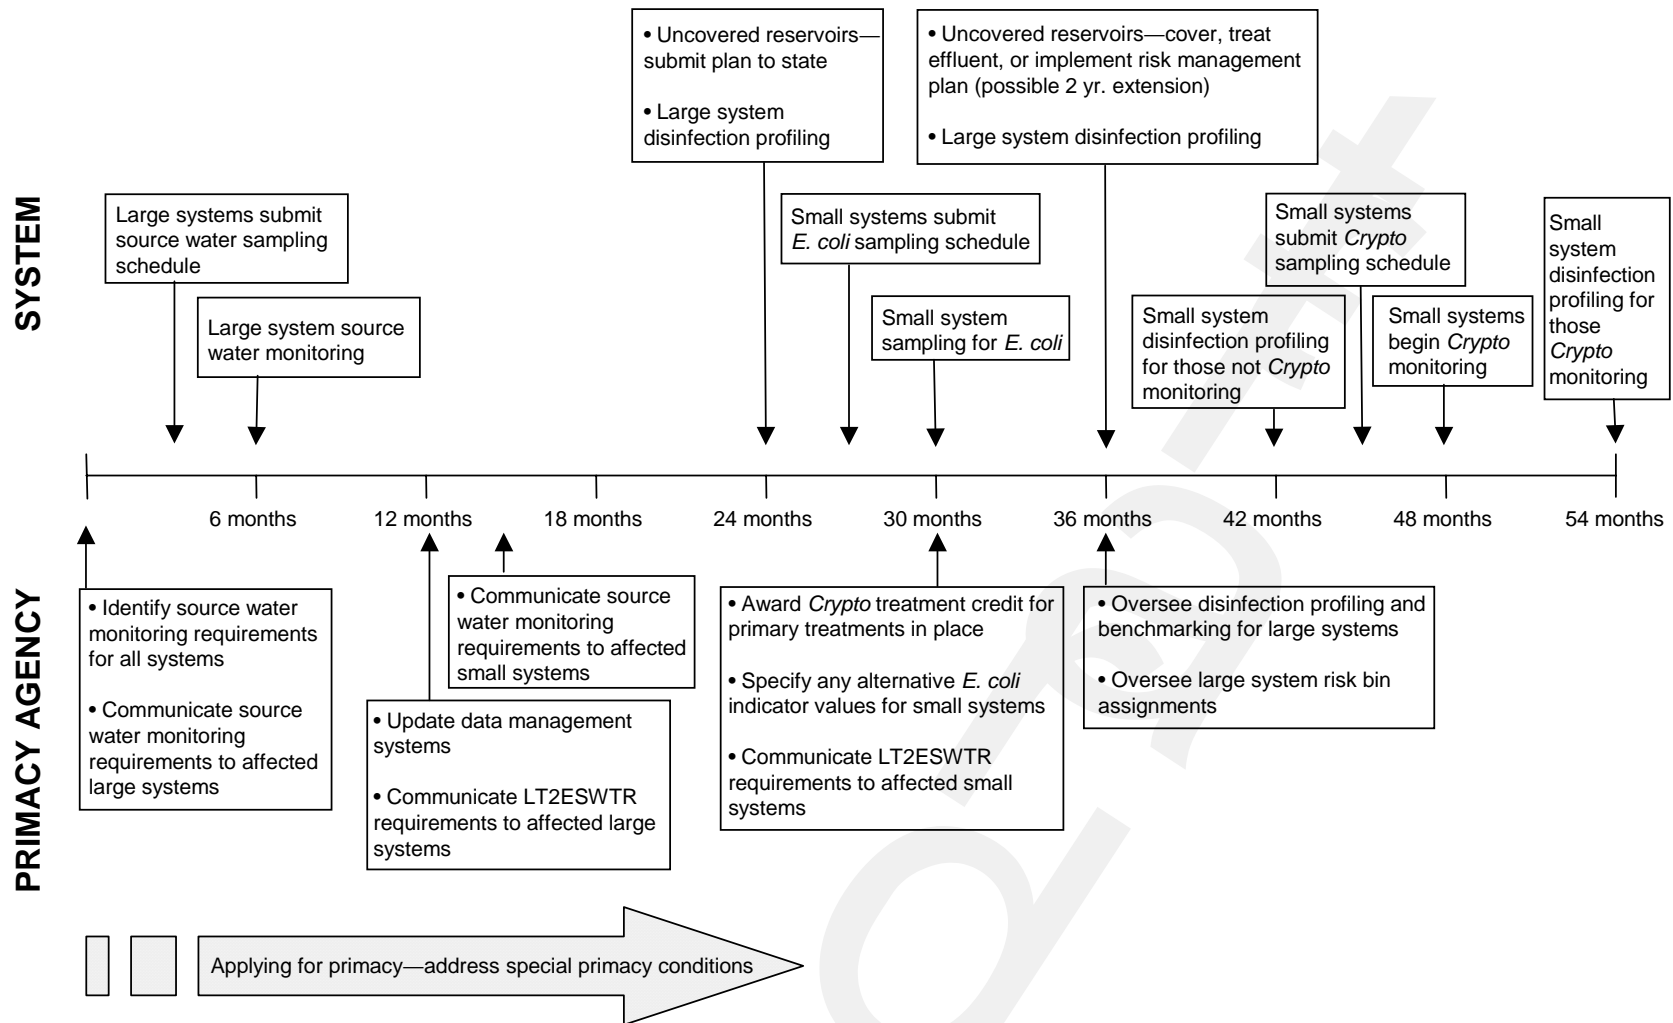 • Uncovered reservoirs—
submit plan to state
• Large system
disinfection profiling
• Uncovered reservoirs—cover, treat
effluent, or implement risk management
plan (possible 2 yr. extension)
• Large system disinfection profiling
SYSTEM
Large systems submit
source water sampling
schedule
Large system source
water monitoring
Small systems submit
E. coli sampling schedule
Small system
sampling for E. coli
Small system
disinfection profiling
for those not Crypto
monitoring
Small systems
submit Crypto
sampling schedule
Small systems
begin Crypto
monitoring
Small
system
disinfection
profiling for
those
Crypto
monitoring
6 months
12 months
18 months
24 months
30 months
36 months
42 months
48 months
54 months
PRIMACY AGENCY
• Identify source water
monitoring requirements
for all systems
• Communicate source
water monitoring
requirements to affected
large systems
• Update data management
systems
• Communicate LT2ESWTR
requirements to affected large
systems
• Communicate source
water monitoring
requirements to affected
small systems
• Award Crypto treatment credit for
primary treatments in place
• Specify any alternative E. coli
indicator values for small systems
• Communicate LT2ESWTR
requirements to affected small
systems
• Oversee disinfection profiling and
benchmarking for large systems
• Oversee large system risk bin
assignments
Applying for primacy—address special primacy conditions